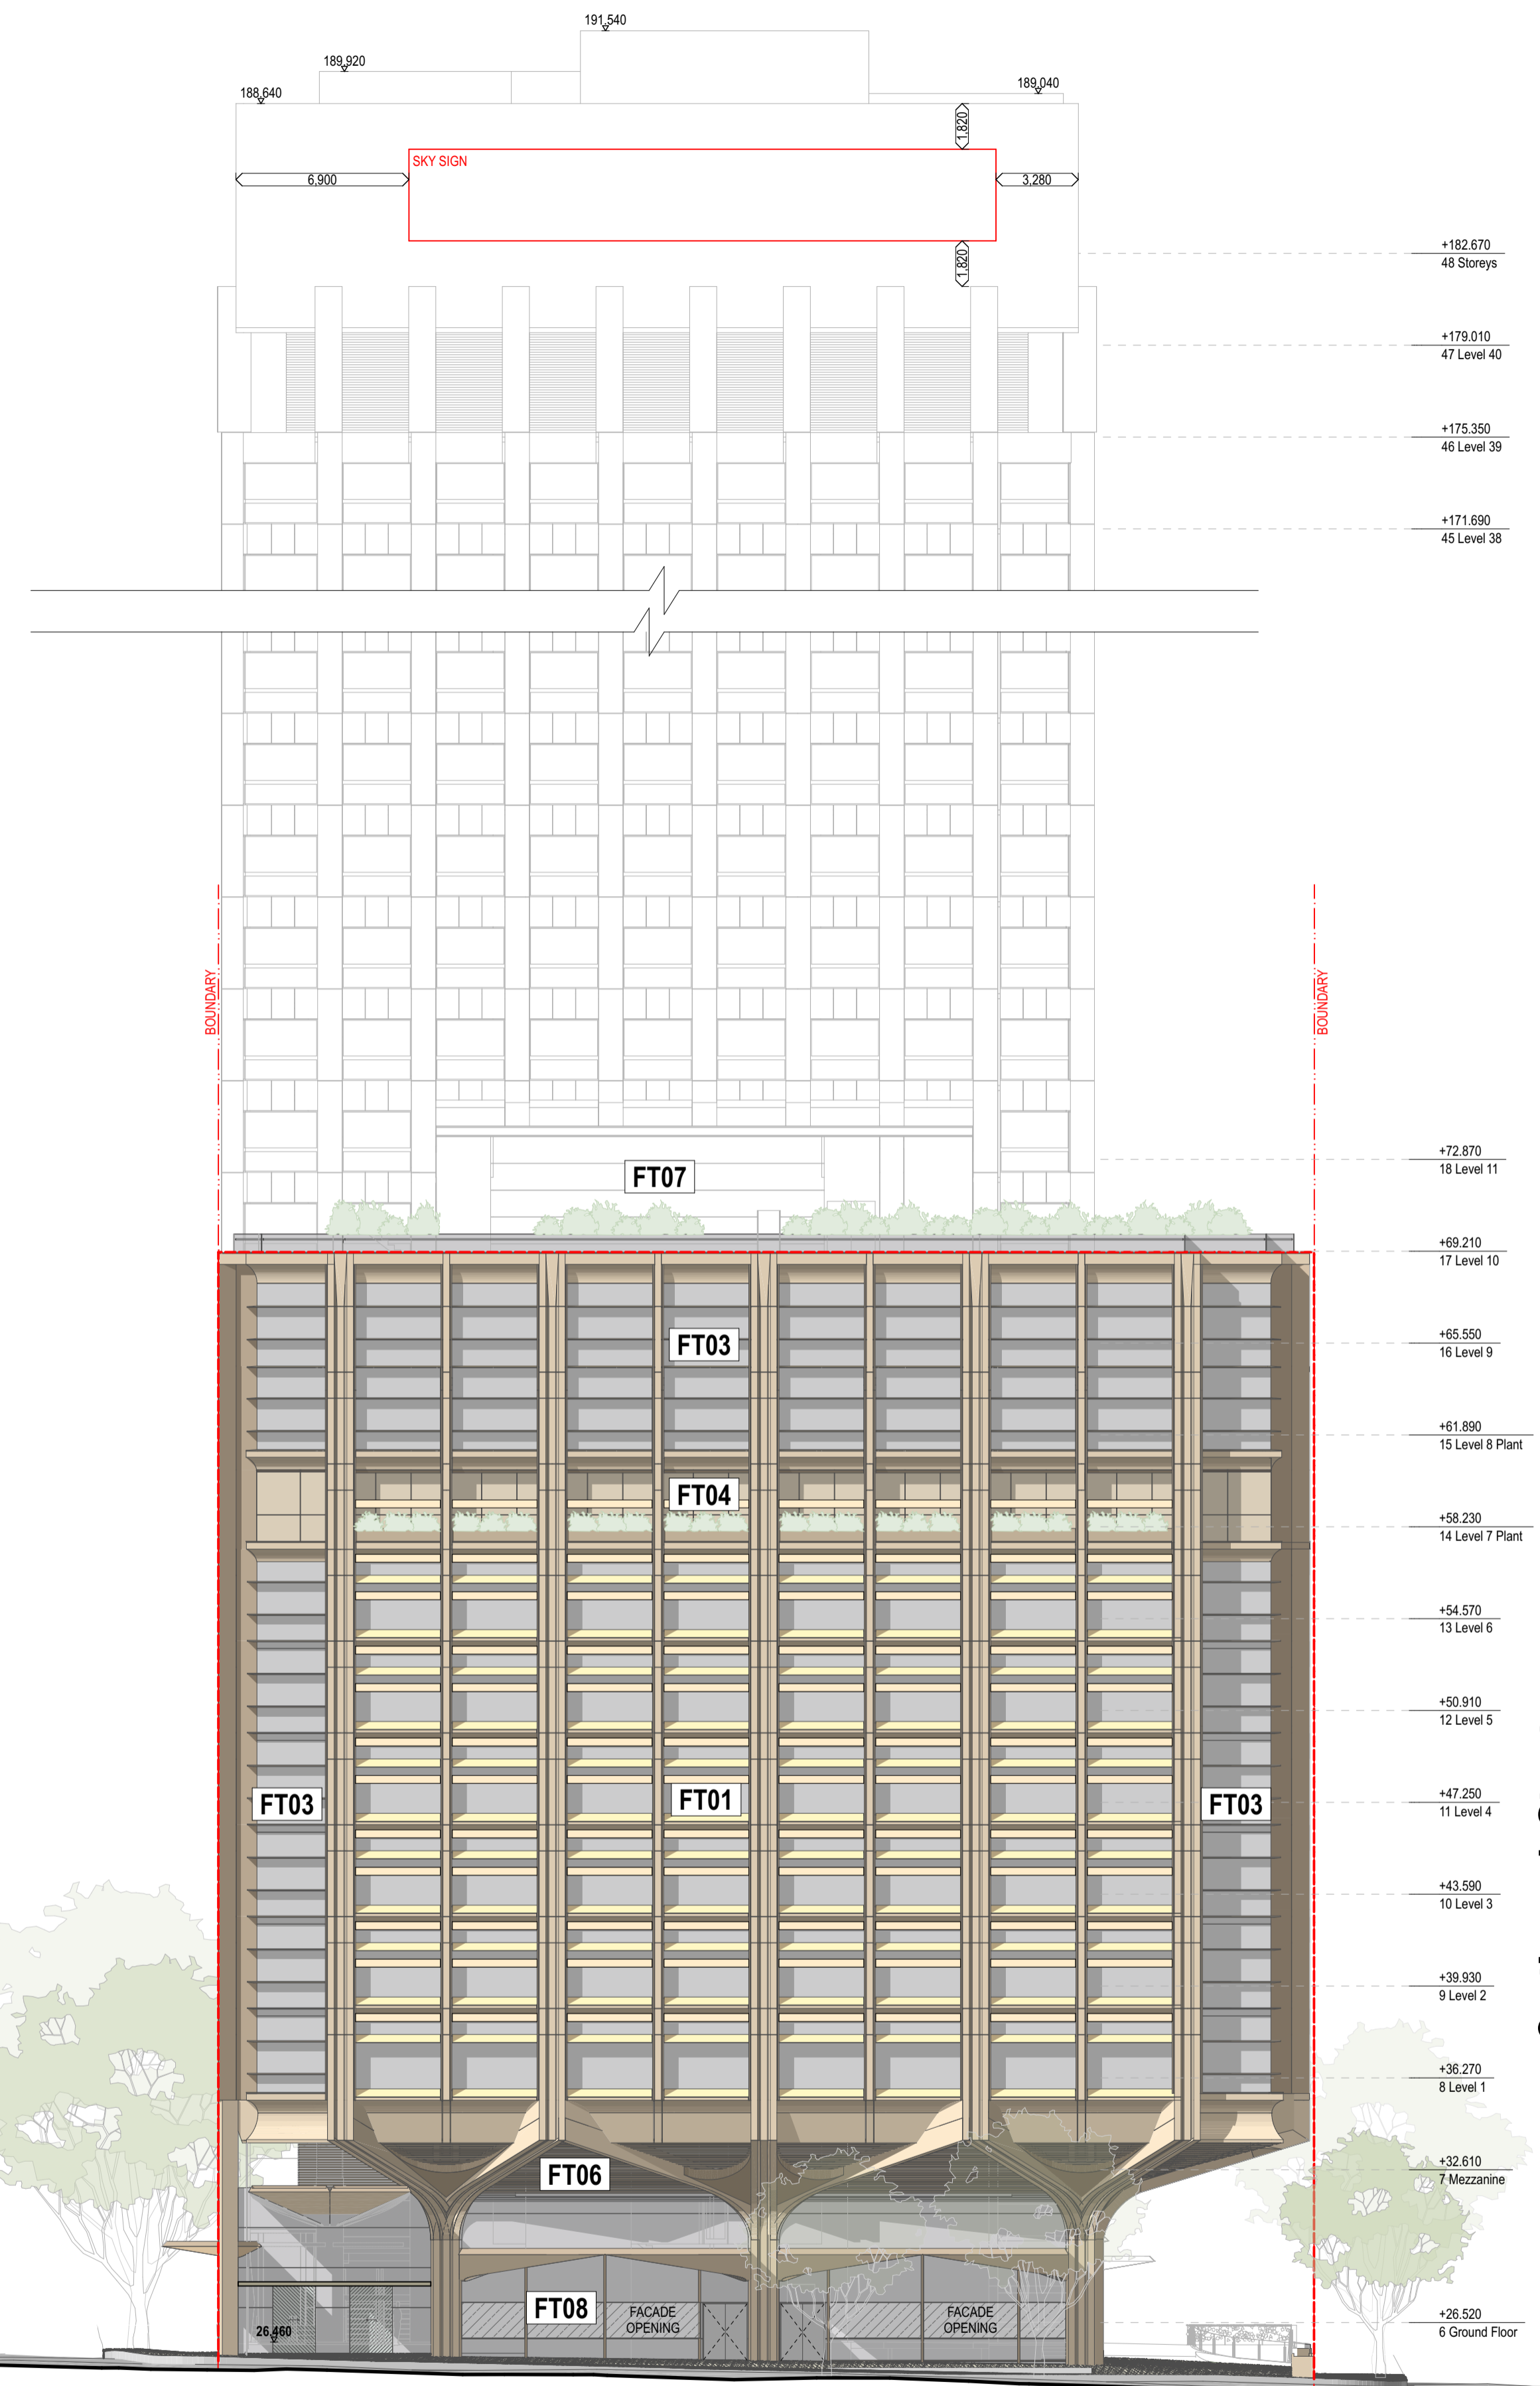 191,540
189,920
188,640
189,040
1,820
SKY SIGN
6,900
3,280
1,820
+182.670
48 Storeys
+179.010
47 Level 40
+175.350
46 Level 39
+171.690
45 Level 38
BOUNDARY
BOUNDARY
+72.870
18 Level 11
FT07
+69.210
17 Level 10
FT03
+65.550
16 Level 9
+61.890
15 Level 8 Plant
FT04
+58.230
14 Level 7 Plant
+54.570
13 Level 6
+50.910
12 Level 5
FT03
FT01
FT03
+47.250
11 Level 4
+43.590
10 Level 3
+39.930
9 Level 2
+36.270
8 Level 1
FT06
+32.610
7 Mezzanine
FT08
FACADE
OPENING
FACADE
OPENING
26,460
+26.520
6 Ground Floor